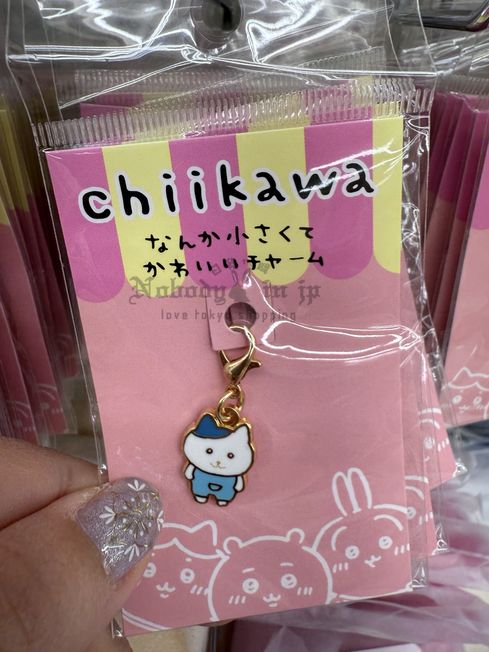 chiikawa
なんか小さくて
かわいいチャーム
Nobody in jp
love tokyo shopping